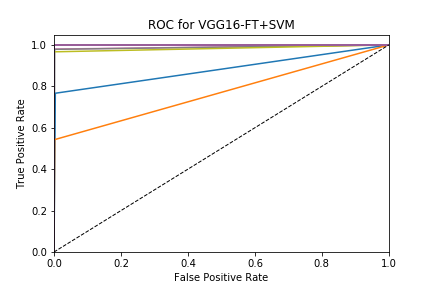 ROC for VGG16-FT+SVM
True Positive Rate
1.0
0.8
0.6
0.4
0.2
0.0
0.0 0.2 0.4 0.6 0.8 1.0
False Positive Rate